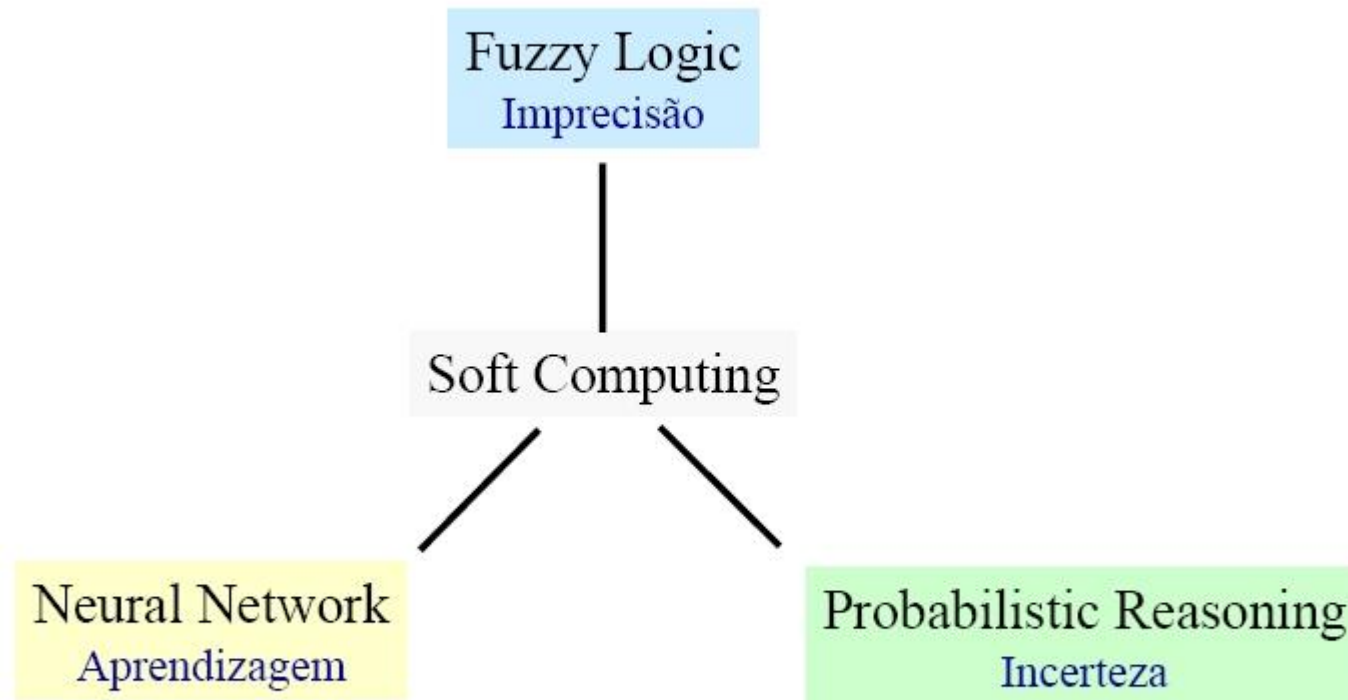 Fuzzy Logic
Imprecisão
Soft Computing
Neural Network
Aprendizagem
Probabilistic Reasoning
Incerteza